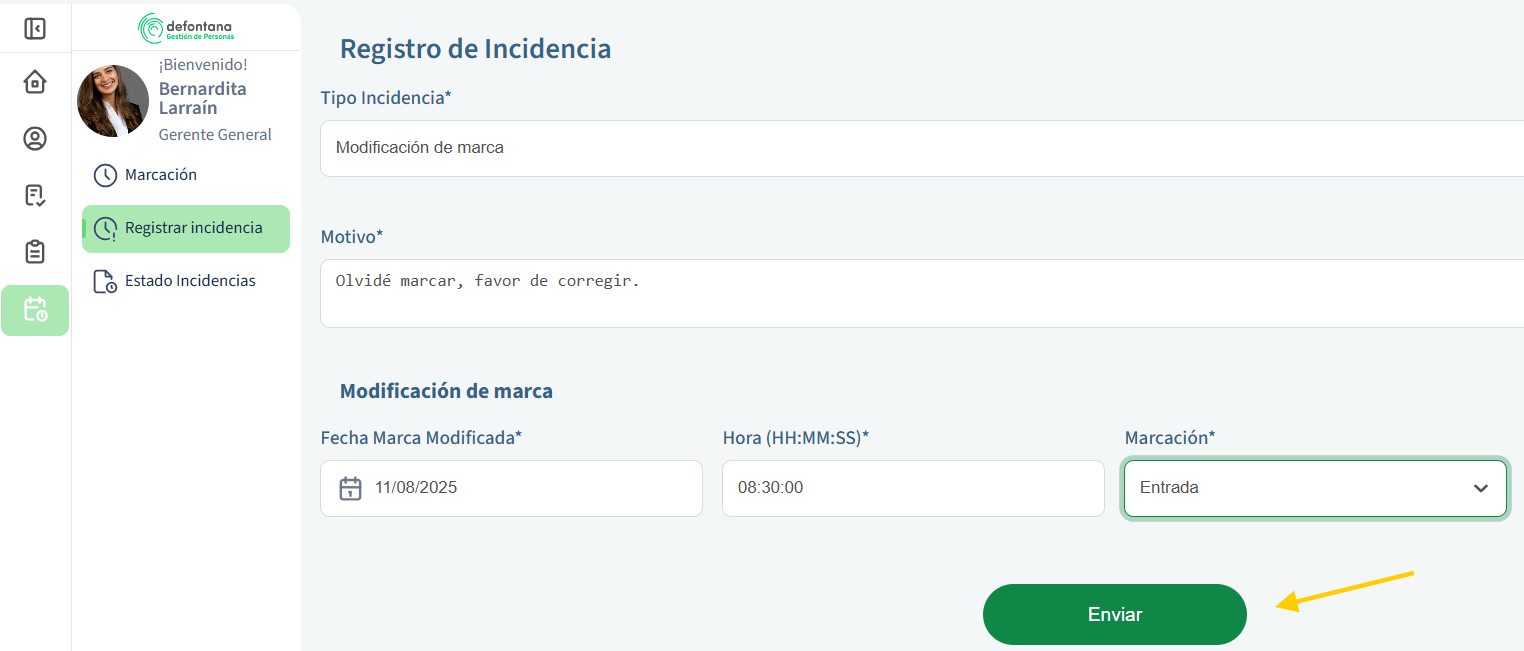 defontana
Gestión de Personas
¡Bienvenido!
Bernardita
Larraín
Gerente General
Marcación
Registrar incidencia
Estado Incidencias
Registro de Incidencia
Tipo Incidencia*
Modificación de marca
Motivo*
Olvidé marcar, favor de corregir.
Modificación de marca
Fecha Marca Modificada*
Hora (HH:MM:SS)*
Marcación*
11/08/2025
08:30:00
Entrada
Enviar